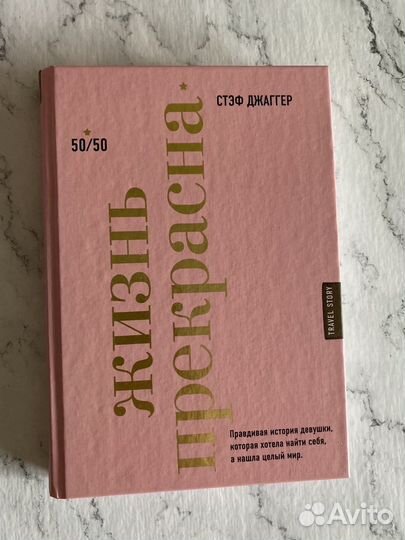 СТЭФ ДЖАГГЕР
50/50
жизнь
прекрасна
TRAVEL STORY
Правдивая история девушки,
которая хотела найти себя,
а нашла целый мир.
Avito